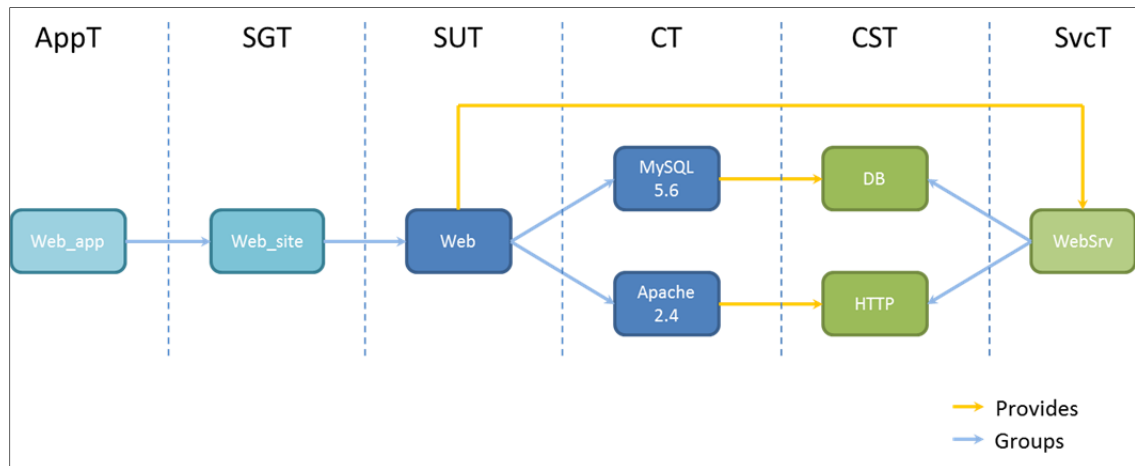 AppT
SGT
SUT
CT
CST
SvcT
MySQL
5.6
DB
Web_app
Web_site
Web
WebSrv
Apache
2.4
HTTP
Provides
Groups